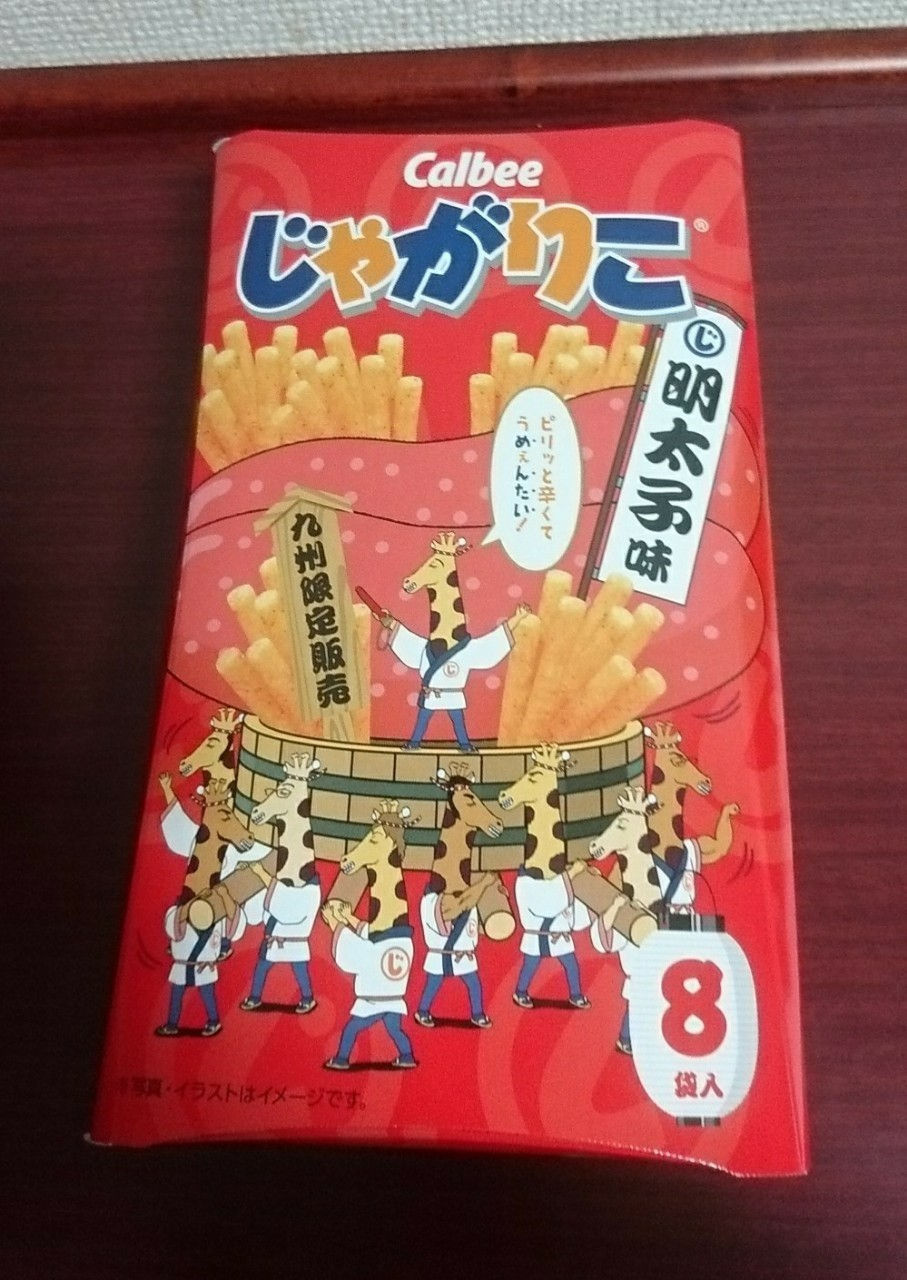 Calbee
じゃがりこ®
じ
明太子味
ピリッと辛くて
うめぇんたい!
九州限定販売
じ
じ
8
袋入
※写真・イラストはイメージです。